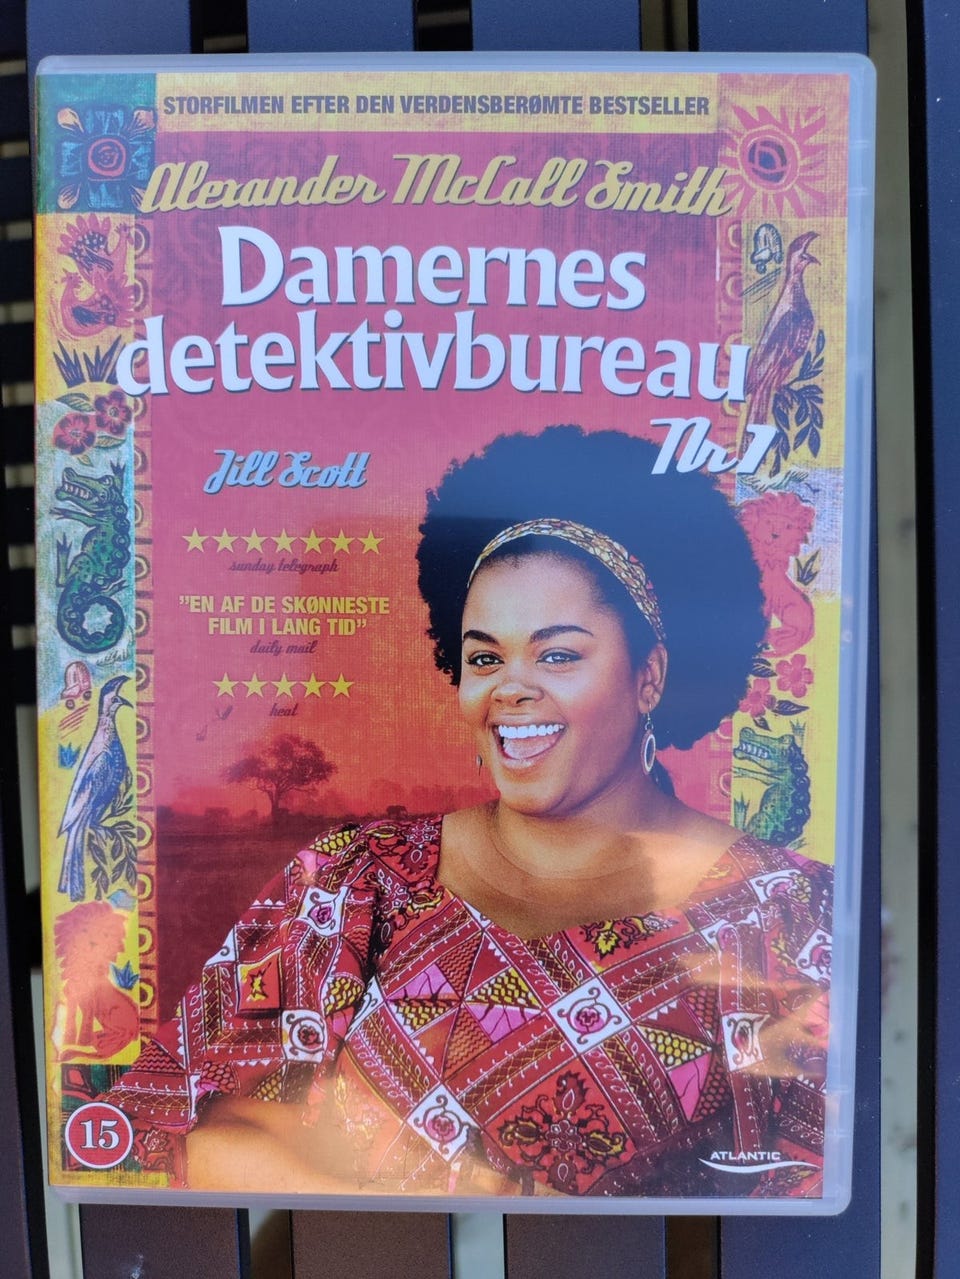 STORFILMEN EFTER DEN VERDENSBERØMTE BESTSELLER
Alexander McCall Smith
Damernes
detektivbureau
Nr 1
Jill Scott
sunday telegraph
"EN AF DE SKØNNESTE
FILM I LANG TID"
daily mail
heat
15
ATLANTIC